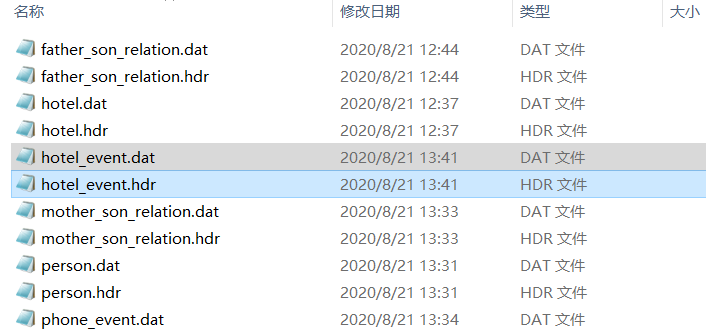 名称 修改日期 类型 大小
father_son_relation.dat 2020/8/21 12:44 DAT 文件
father_son_relation.hdr 2020/8/21 12:44 HDR 文件
hotel.dat 2020/8/21 12:37 DAT 文件
hotel.hdr 2020/8/21 12:37 HDR 文件
hotel_event.dat 2020/8/21 13:41 DAT 文件
hotel_event.hdr 2020/8/21 13:41 HDR 文件
mother_son_relation.dat 2020/8/21 13:33 DAT 文件
mother_son_relation.hdr 2020/8/21 13:33 HDR 文件
person.dat 2020/8/21 13:31 DAT 文件
person.hdr 2020/8/21 13:31 HDR 文件
phone_event.dat 2020/8/21 13:34 DAT 文件